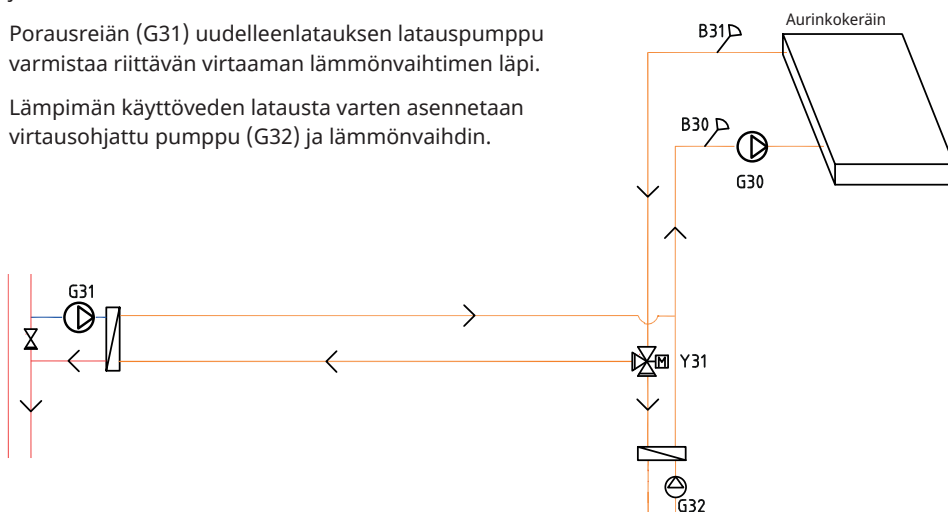 Porausreiän (G31) uudelleenlatauksen latauspumppu
varmistaa riittävän virtaaman lämmönvaihtimen läpi.
Lämpimän käyttöveden latausta varten asennetaan
virtausohjattu pumppu (G32) ja lämmönvaihdin.
Aurinkokeräin
B31
B30
G30
G31
M
Y31
G32